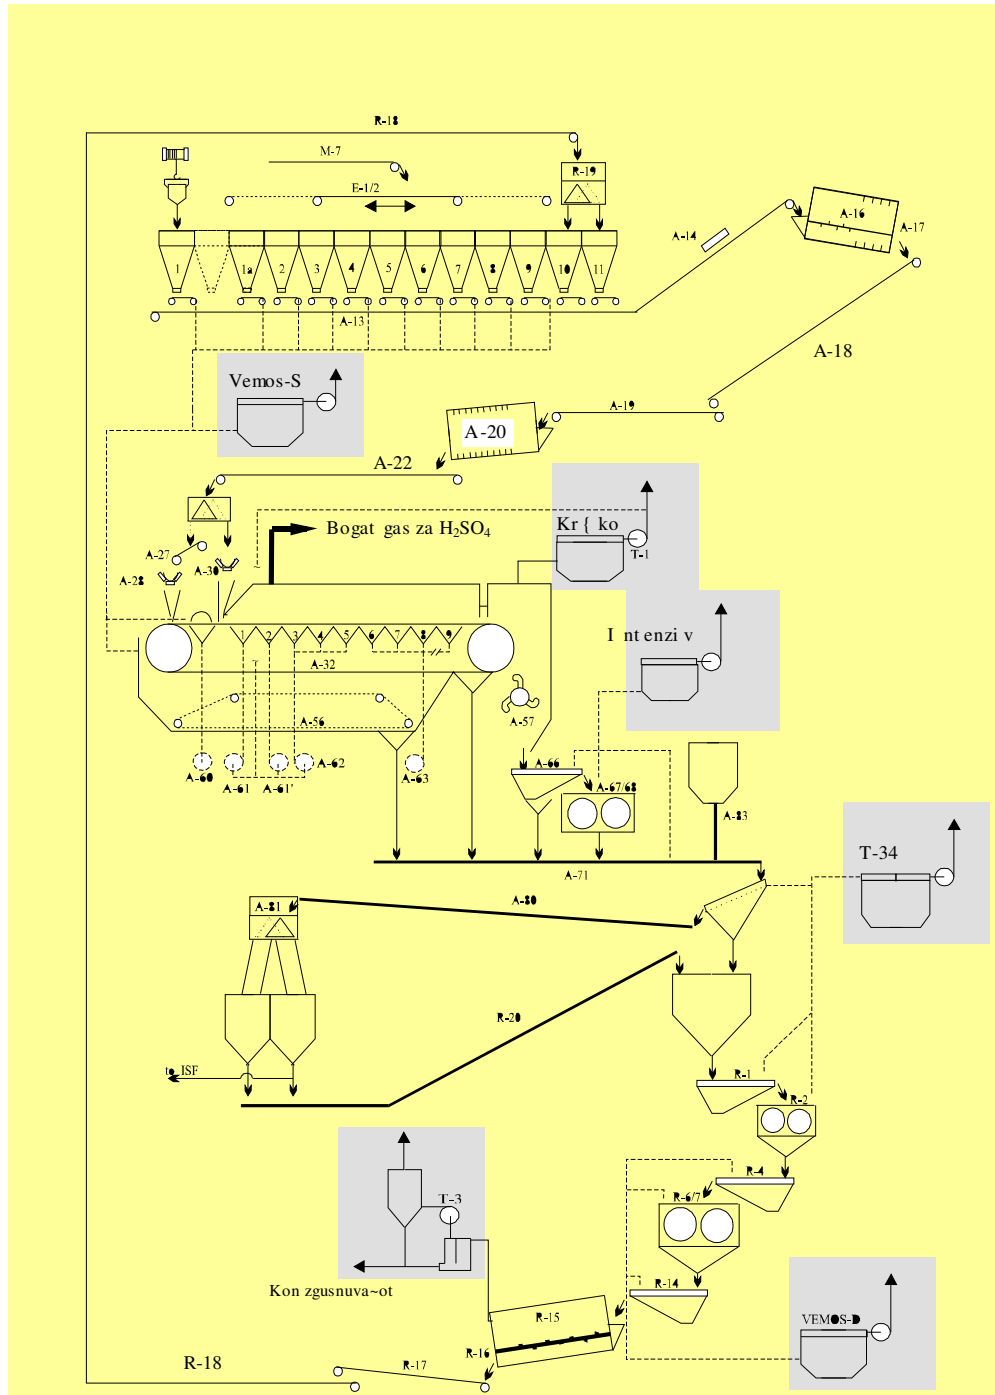 R-18
M-7
R-19
E-1/2
A-16
A-17
A-14
1
1a
2
3
4
5
6
7
8
9
10
11
A-13
A-18
Vemos-S
A-19
A-20
A-22
Bogat gas za H₂SO₄
Kr { ko
T-1
A-27
A-28
A-30
~
I nt enzi v
1
2
3
4
5
6
7
8
9
~
A-32
A-56
A-57
A-60
A-61
A-61'
A-62
A-63
A-66
A-67/68
A-83
A-71
T-34
A-80
A-81
R-20
to ISF
R-1
R-2
R-4
T-3
R-6/7
R-14
Kon zgusnuva~ot
VEMOS-D
R-15
R-16
R-17
R-18